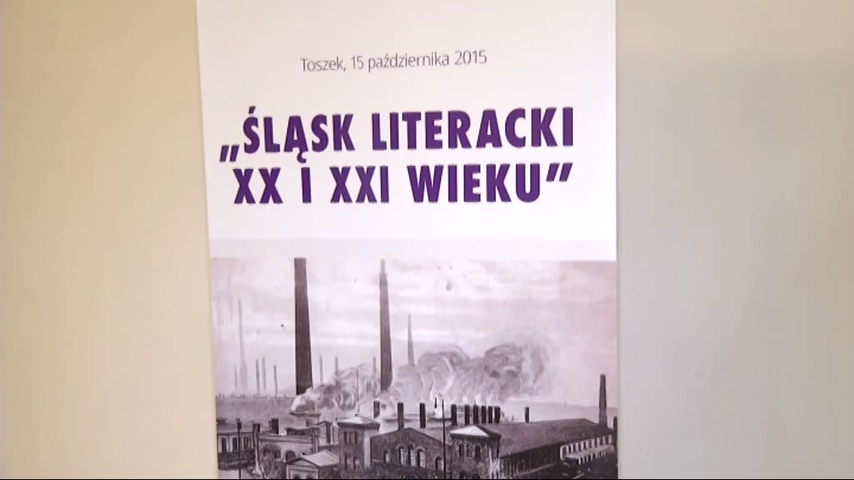 Toszek, 15 października 2015
„ŚLĄSK LITERACKI
XX I XXI WIEKU”